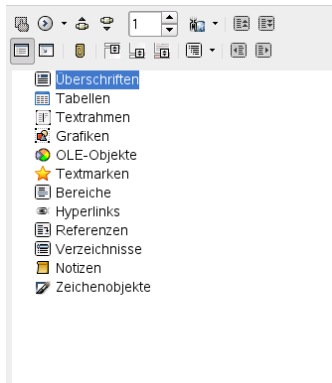 1
Überschriften
Tabellen
Textrahmen
Grafiken
OLE-Objekte
Textmarken
Bereiche
Hyperlinks
Referenzen
Verzeichnisse
Notizen
Zeichenobjekte